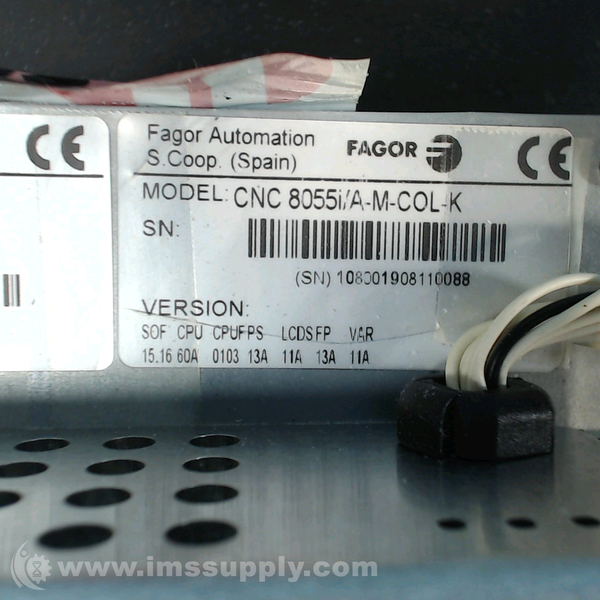 CE
Fagor Automation
S.Coop. (Spain)
FAGOR
CE
MODEL: CNC 8055i/A-M-COL-K
SN:
(SN) 108001908110088
VERSION:
SOF CPU CPUFPS LCDSFP VAR
15.16 60A 0103 13A 11A 13A 11A
www.imssupply.com